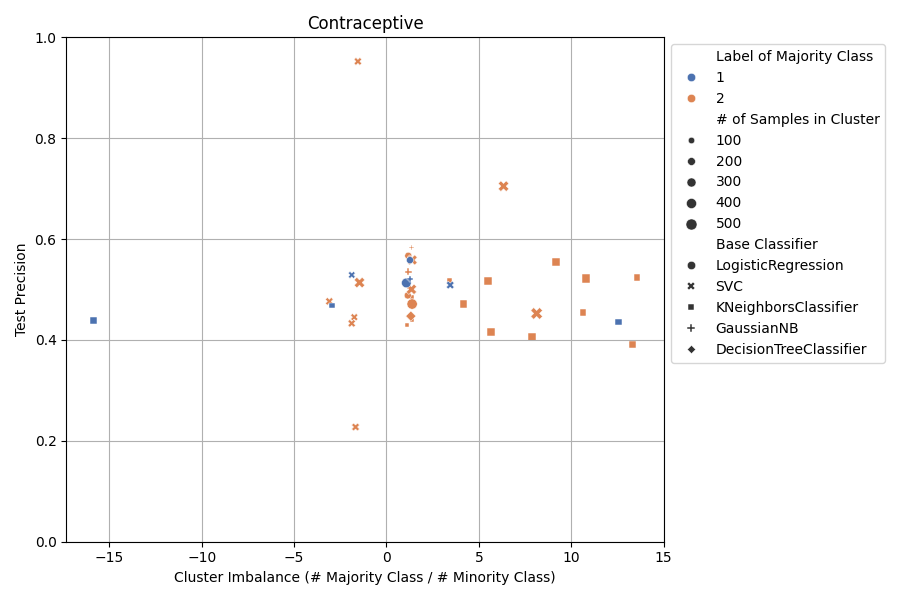 Contraceptive
1.0
0.8
0.6
0.4
0.2
0.0
Test Precision
−15
−10
−5
0
5
10
15
Cluster Imbalance (# Majority Class / # Minority Class)
Label of Majority Class
1
2
# of Samples in Cluster
100
200
300
400
500
Base Classifier
LogisticRegression
SVC
KNeighborsClassifier
GaussianNB
DecisionTreeClassifier